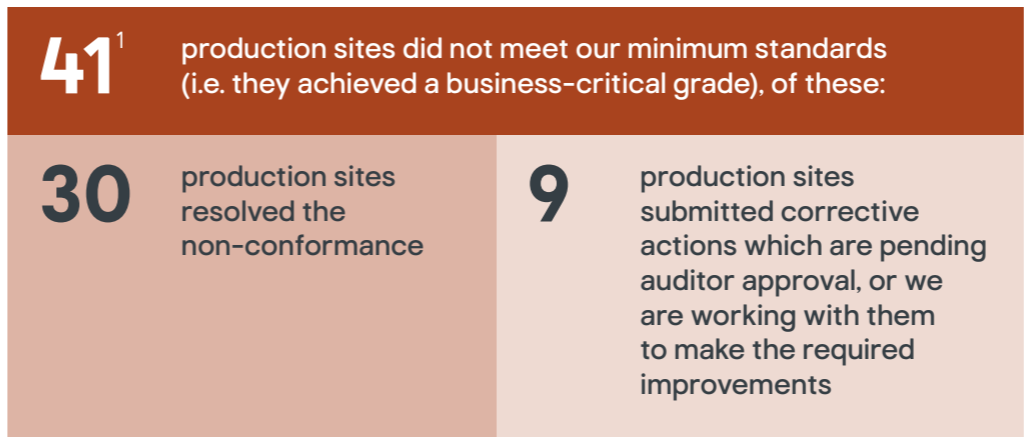 41¹ production sites did not meet our minimum standards
(i.e. they achieved a business-critical grade), of these:
30 production sites
resolved the
non-conformance
9 production sites
submitted corrective
actions which are pending
auditor approval, or we
are working with them
to make the required
improvements